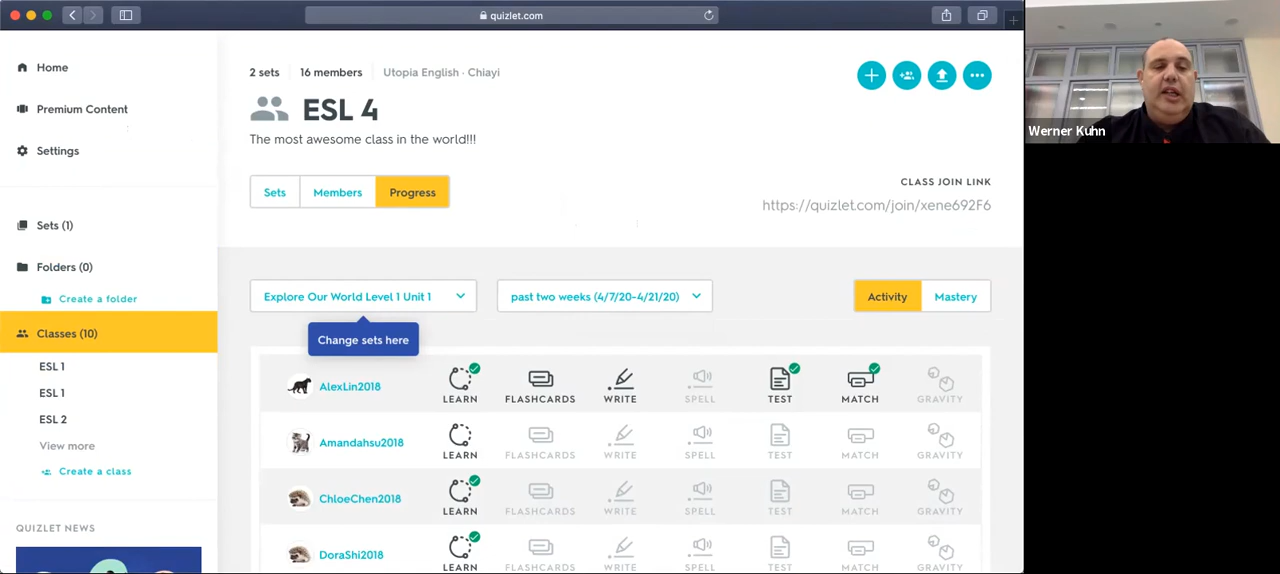 quizlet.com
Home
Premium Content
Settings
Sets (1)
Folders (0)
Create a folder
Classes (10)
ESL 1
ESL 1
ESL 2
View more
Create a class
QUIZLET NEWS
2 sets
16 members
Utopia English · Chiayi
ESL 4
The most awesome class in the world!!!
Sets
Members
Progress
CLASS JOIN LINK
https://quizlet.com/join/xene692F6
Explore Our World Level 1 Unit 1
past two weeks (4/7/20-4/21/20)
Activity
Mastery
Change sets here
AlexLin2018
LEARN FLASHCARDS WRITE SPELL TEST MATCH GRAVITY
Amandahsu2018
LEARN FLASHCARDS WRITE SPELL TEST MATCH GRAVITY
ChloeChen2018
LEARN FLASHCARDS WRITE SPELL TEST MATCH GRAVITY
DoraShi2018
LEARN FLASHCARDS WRITE SPELL TEST MATCH GRAVITY
Werner Kuhn